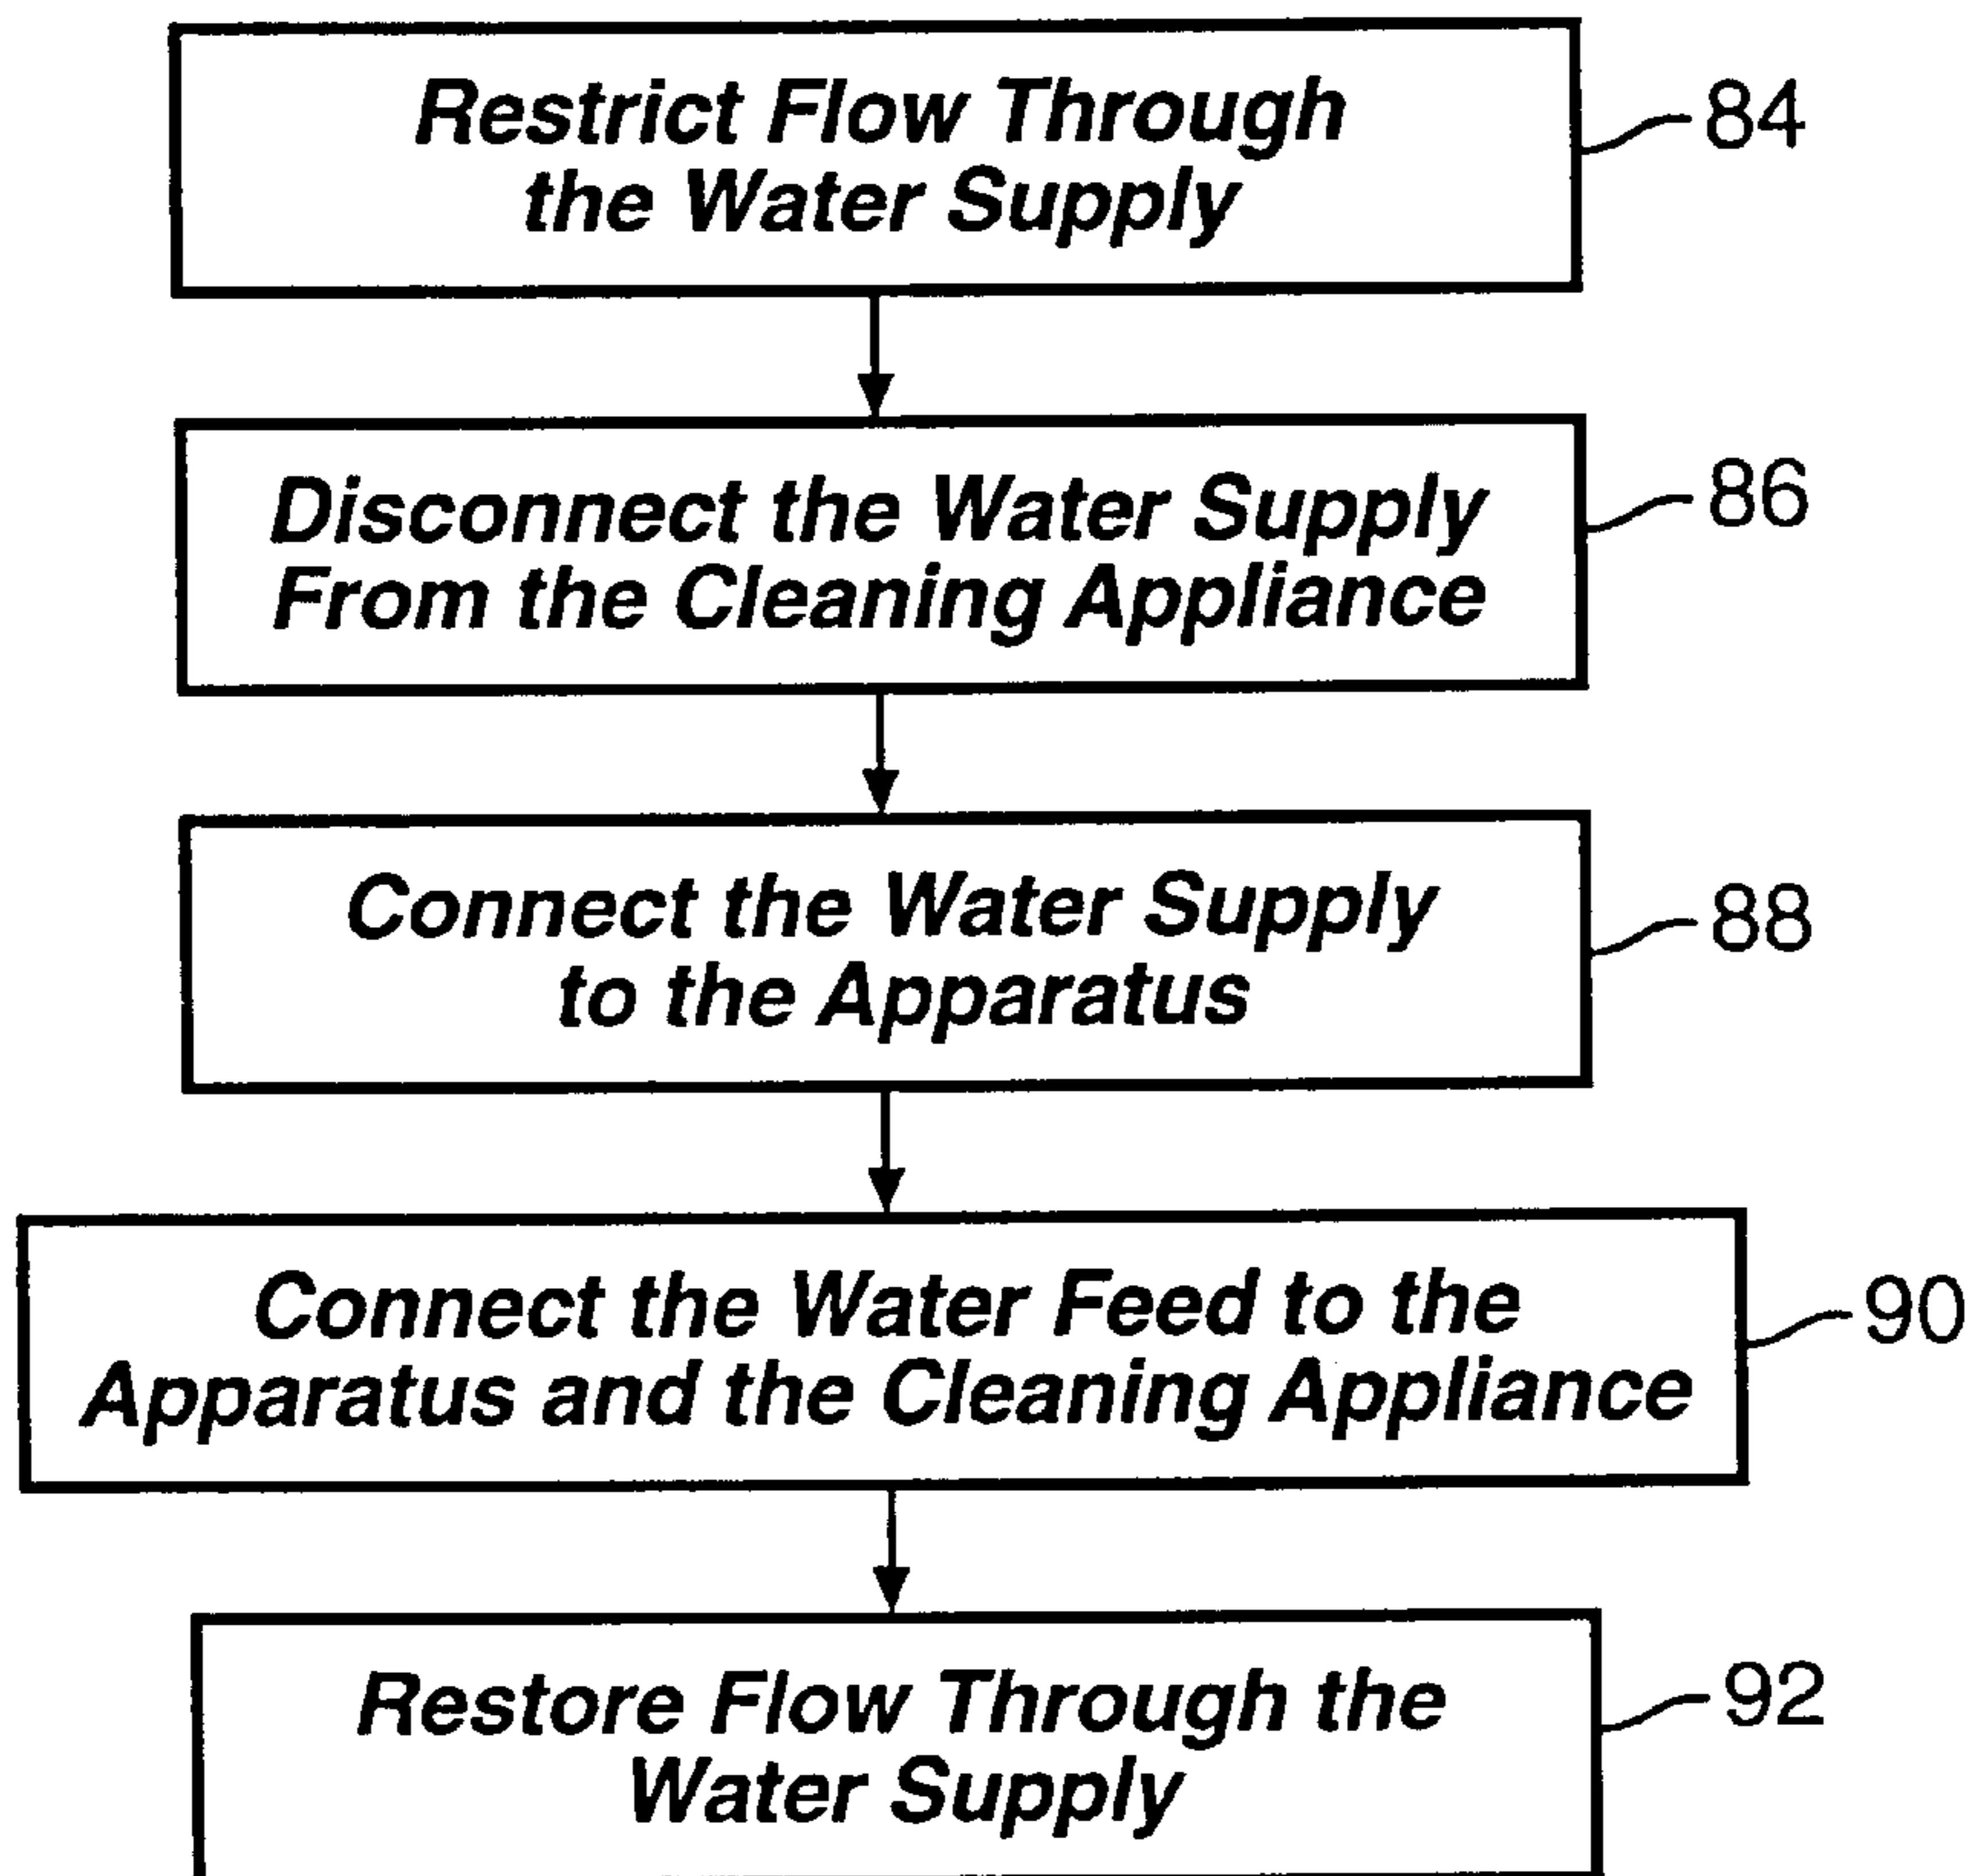 Restrict Flow Through
the Water Supply
84
Disconnect the Water Supply
From the Cleaning Appliance
86
Connect the Water Supply
to the Apparatus
88
Connect the Water Feed to the
Apparatus and the Cleaning Appliance
90
Restore Flow Through the
Water Supply
92